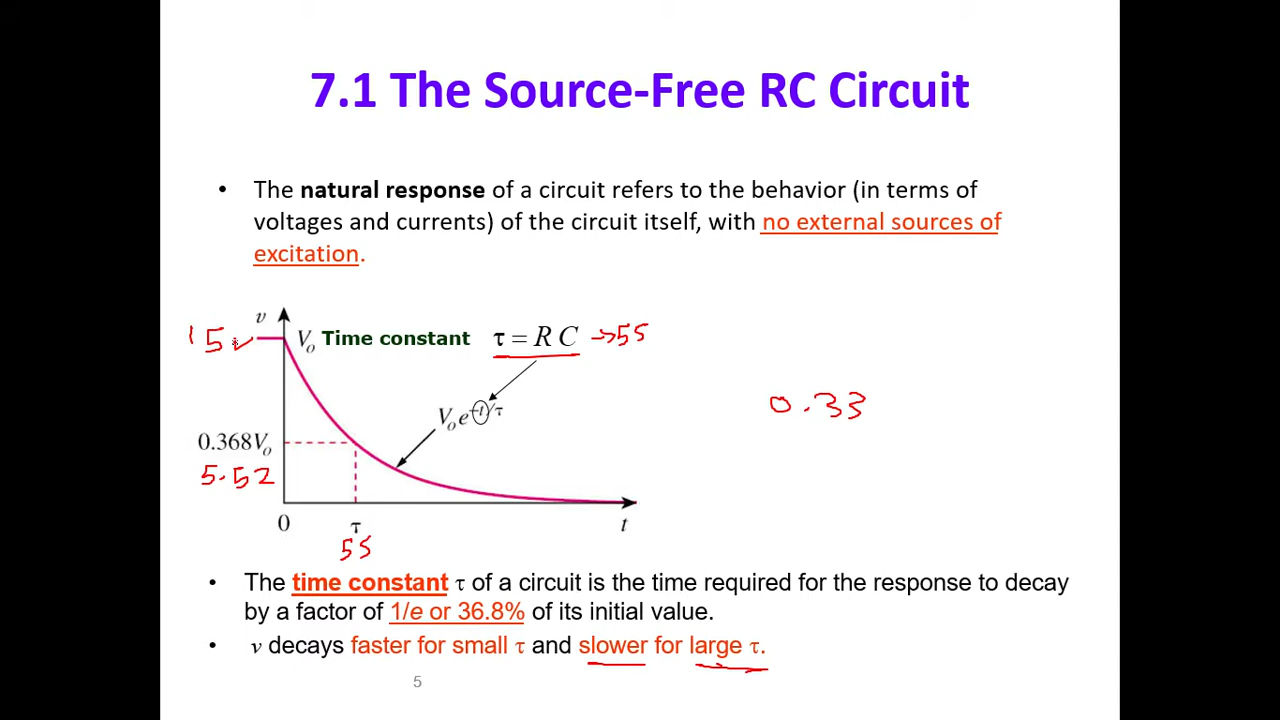 7.1 The Source-Free RC Circuit
• The natural response of a circuit refers to the behavior (in terms of
voltages and currents) of the circuit itself, with no external sources of
excitation.
v
15v V₀ Time constant τ = R C →5s
V₀e^(−t/τ)
0.33
0.368V₀
5.52
0 τ t
5s
• The time constant τ of a circuit is the time required for the response to decay
by a factor of 1/e or 36.8% of its initial value.
• v decays faster for small τ and slower for large τ.
5